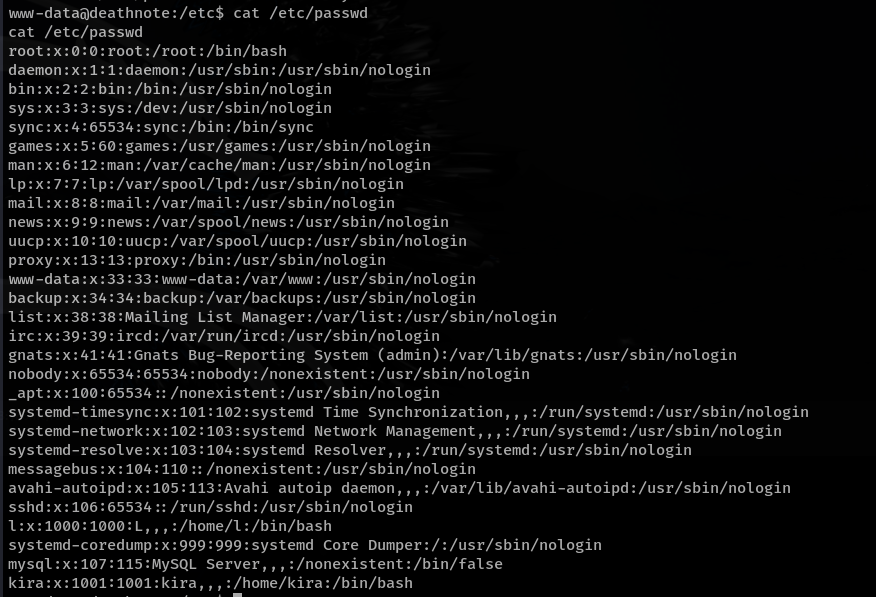 www-data@deathnote:/etc$ cat /etc/passwd
cat /etc/passwd
root:x:0:0:root:/root:/bin/bash
daemon:x:1:1:daemon:/usr/sbin:/usr/sbin/nologin
bin:x:2:2:bin:/bin:/usr/sbin/nologin
sys:x:3:3:sys:/dev:/usr/sbin/nologin
sync:x:4:65534:sync:/bin:/bin/sync
games:x:5:60:games:/usr/games:/usr/sbin/nologin
man:x:6:12:man:/var/cache/man:/usr/sbin/nologin
lp:x:7:7:lp:/var/spool/lpd:/usr/sbin/nologin
mail:x:8:8:mail:/var/mail:/usr/sbin/nologin
news:x:9:9:news:/var/spool/news:/usr/sbin/nologin
uucp:x:10:10:uucp:/var/spool/uucp:/usr/sbin/nologin
proxy:x:13:13:proxy:/bin:/usr/sbin/nologin
www-data:x:33:33:www-data:/var/www:/usr/sbin/nologin
backup:x:34:34:backup:/var/backups:/usr/sbin/nologin
list:x:38:38:Mailing List Manager:/var/list:/usr/sbin/nologin
irc:x:39:39:ircd:/var/run/ircd:/usr/sbin/nologin
gnats:x:41:41:Gnats Bug-Reporting System (admin):/var/lib/gnats:/usr/sbin/nologin
nobody:x:65534:65534:nobody:/nonexistent:/usr/sbin/nologin
_apt:x:100:65534::/nonexistent:/usr/sbin/nologin
systemd-timesync:x:101:102:systemd Time Synchronization,,,:/run/systemd:/usr/sbin/nologin
systemd-network:x:102:103:systemd Network Management,,,:/run/systemd:/usr/sbin/nologin
systemd-resolve:x:103:104:systemd Resolver,,,:/run/systemd:/usr/sbin/nologin
messagebus:x:104:110::/nonexistent:/usr/sbin/nologin
avahi-autoipd:x:105:113:Avahi autoip daemon,,,:/var/lib/avahi-autoipd:/usr/sbin/nologin
sshd:x:106:65534::/run/sshd:/usr/sbin/nologin
l:x:1000:1000:L,,,:/home/l:/bin/bash
systemd-coredump:x:999:999:systemd Core Dumper:/:/usr/sbin/nologin
mysql:x:107:115:MySQL Server,,,:/nonexistent:/bin/false
kira:x:1001:1001:kira,,,:/home/kira:/bin/bash